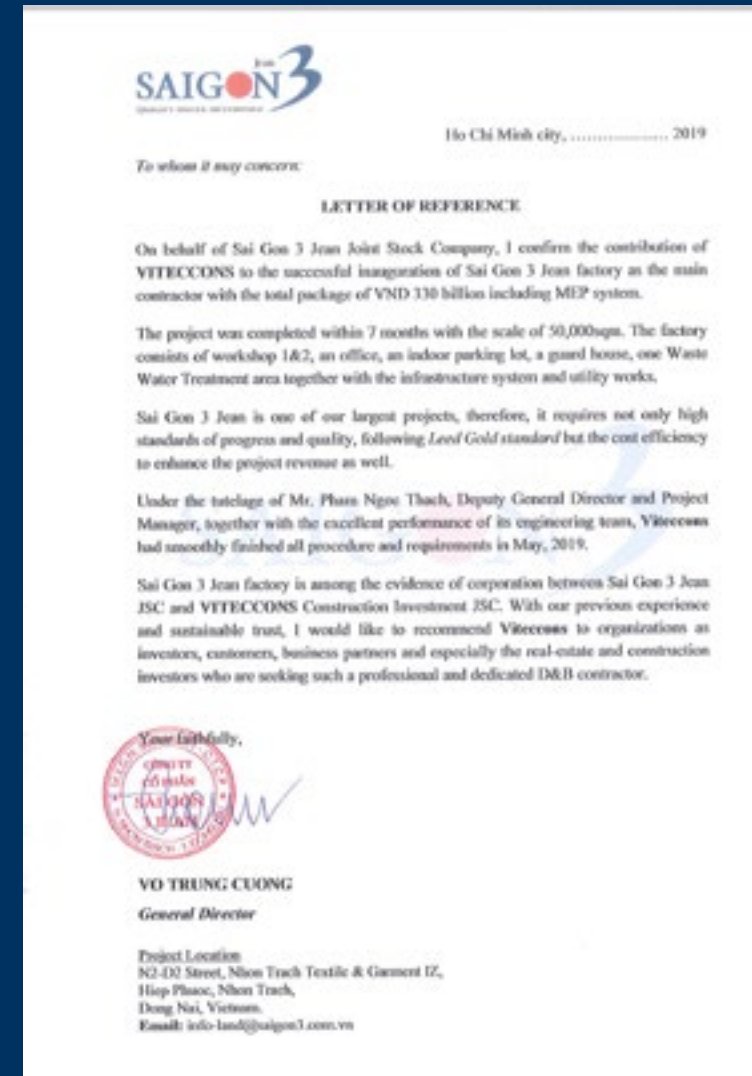 Jean
SAIGON 3
Ho Chi Minh city, ..................... 2019
To whom it may concern:
LETTER OF REFERENCE
On behalf of Sai Gon 3 Jean Joint Stock Company, I confirm the contribution of
VITECCONS to the successful inauguration of Sai Gon 3 Jean factory as the main
contractor with the total package of VND 330 billion including MEP system.
The project was completed within 7 months with the scale of 50,000sqm. The factory
consists of workshop 1&2, an office, an indoor parking lot, a guard house, one Waste
Water Treatment area together with the infrastructure system and utility works.
Sai Gon 3 Jean is one of our largest projects, therefore, it requires not only high
standards of progress and quality, following Leed Gold standard but the cost efficiency
to enhance the project revenue as well.
Under the tutelage of Mr. Pham Ngoc Thach, Deputy General Director and Project
Manager, together with the excellent performance of its engineering team, Viteccons
had smoothly finished all procedure and requirements in May, 2019.
Sai Gon 3 Jean factory is among the evidence of corporation between Sai Gon 3 Jean
JSC and VITECCONS Construction Investment JSC. With our previous experience
and sustainable trust, I would like to recommend Viteccons to organizations as
investors, customers, business partners and especially the real-estate and construction
investors who are seeking such a professional and dedicated D&B contractor.
Your faithfully,
CÔNG TY
CỔ PHẦN
SÀI GÒN
3 JEAN
VO TRUNG CUONG
General Director
Project Location
N2-D2 Street, Nhon Trach Textile & Garment IZ,
Hiep Phuoc, Nhon Trach,
Dong Nai, Vietnam.
Email: info-land@saigon3.com.vn